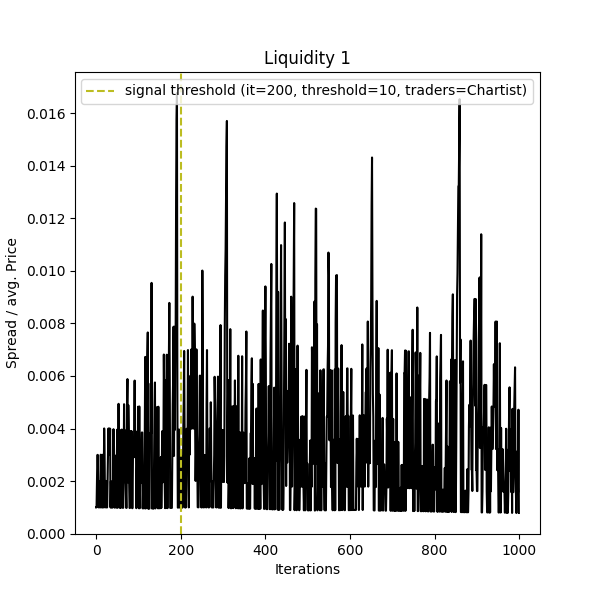 Liquidity 1
signal threshold (it=200, threshold=10, traders=Chartist)
Spread / avg. Price
0.016
0.014
0.012
0.010
0.008
0.006
0.004
0.002
0.000
0 200 400 600 800 1000
Iterations